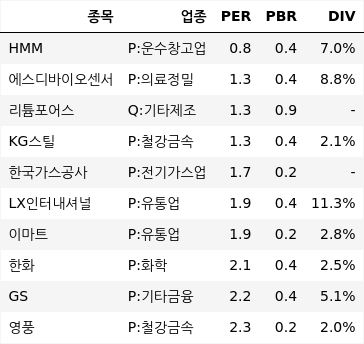 종목 업종 PER PBR DIV
HMM P:운수창고업 0.8 0.4 7.0%
에스디바이오센서 P:의료정밀 1.3 0.4 8.8%
리튬포어스 Q:기타제조 1.3 0.9 -
KG스틸 P:철강금속 1.3 0.4 2.1%
한국가스공사 P:전기가스업 1.7 0.2 -
LX인터내셔널 P:유통업 1.9 0.4 11.3%
이마트 P:유통업 1.9 0.2 2.8%
한화 P:화학 2.1 0.4 2.5%
GS P:기타금융 2.2 0.4 5.1%
영풍 P:철강금속 2.3 0.2 2.0%